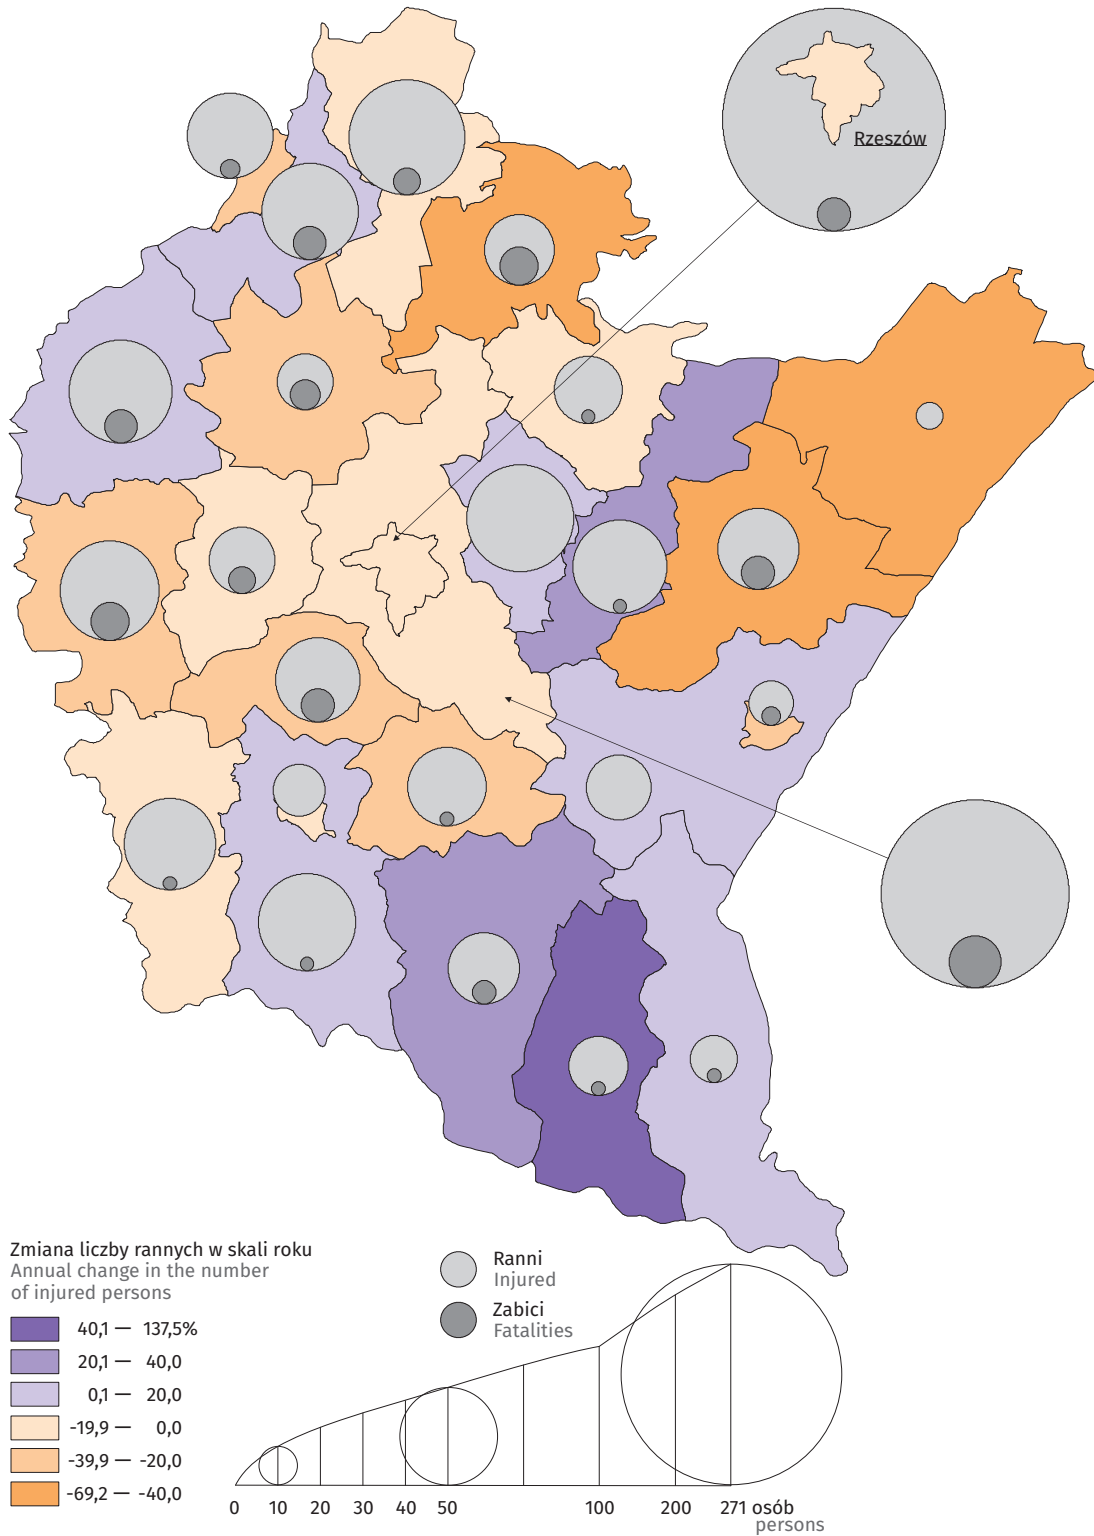 Rzeszów
Zmiana liczby rannych w skali roku
Annual change in the number
of injured persons
40,1 — 137,5%
20,1 — 40,0
0,1 — 20,0
-19,9 — 0,0
-39,9 — -20,0
-69,2 — -40,0
Ranni
Injured
Zabici
Fatalities
0 10 20 30 40 50 100 200 271 osób
persons